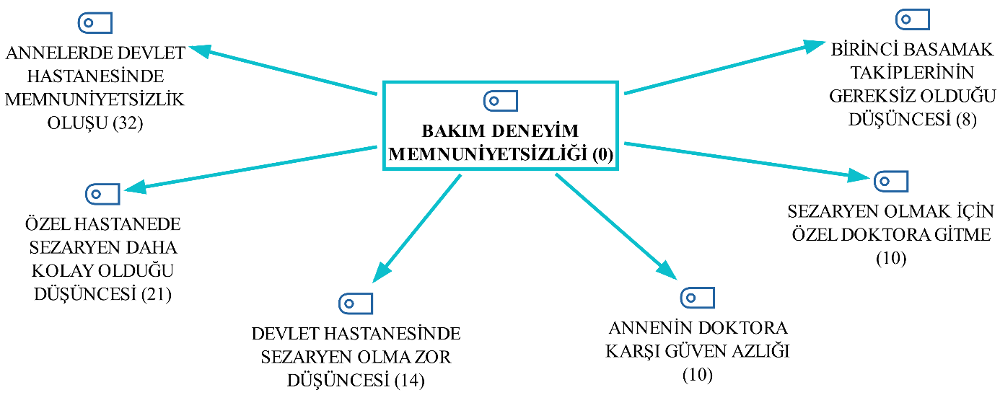 ANNELERDE DEVLET
HASTANESİNDE
MEMNUNİYETSİZLİK
OLUŞU (32)
BAKIM DENEYİM
MEMNUNİYETSİZLİĞİ (0)
BİRİNCİ BASAMAK
TAKİPLERİNİN
GEREKSİZ OLDUĞU
DÜŞÜNCESİ (8)
ÖZEL HASTANEDE
SEZARYEN DAHA
KOLAY OLDUĞU
DÜŞÜNCESİ (21)
DEVLET HASTANESİNDE
SEZARYEN OLMA ZOR
DÜŞÜNCESİ (14)
ANNENİN DOKTORA
KARŞI GÜVEN AZLIĞI
(10)
SEZARYEN OLMAK İÇİN
ÖZEL DOKTORA GİTME
(10)